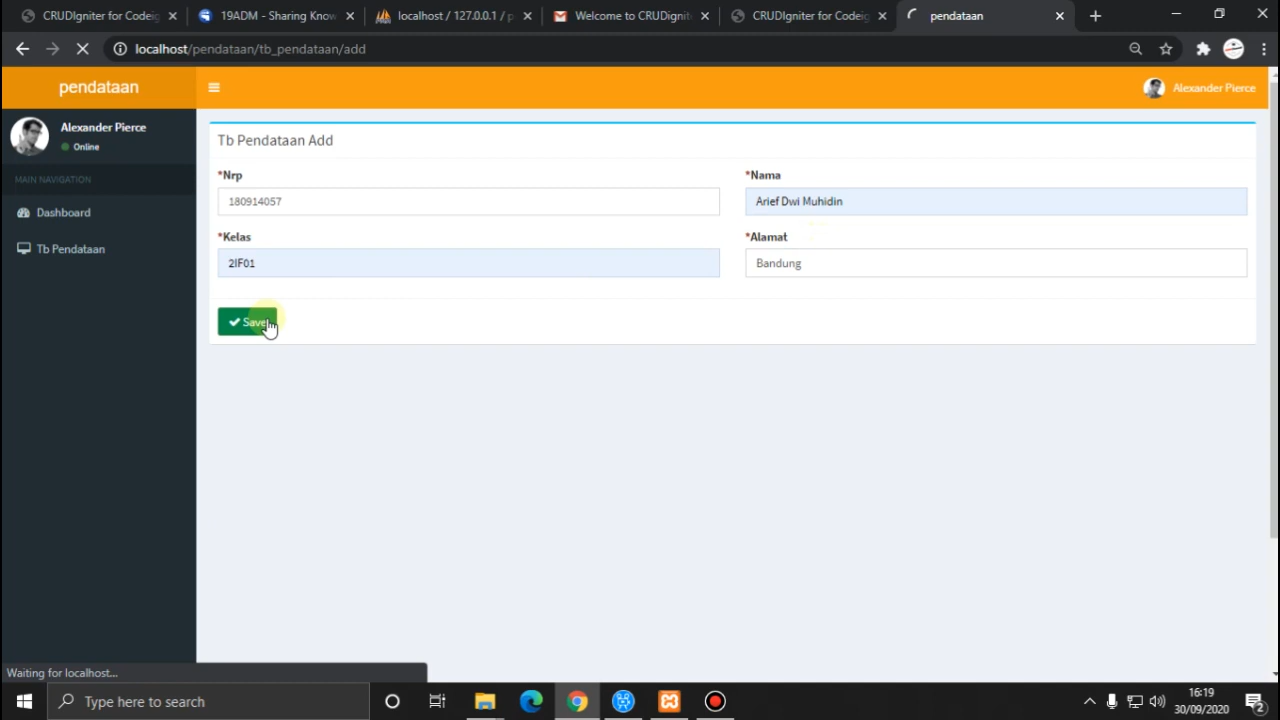 CRUDIgniter for Codeig
19ADM - Sharing Know
localhost / 127.0.0.1 / p
Welcome to CRUDignit
CRUDIgniter for Codeig
pendataan
localhost/pendataan/tb_pendataan/add
pendataan
Alexander Pierce
Alexander Pierce
Online
MAIN NAVIGATION
Dashboard
Tb Pendataan
Tb Pendataan Add
*Nrp
*Nama
180914057
Arief Dwi Muhidin
*Kelas
*Alamat
2IF01
Bandung
Save
Waiting for localhost...
Type here to search
16:19
30/09/2020
2